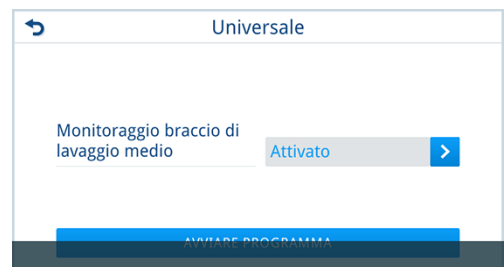 Universale
Monitoraggio braccio di
lavaggio medio
Attivato
AVVIARE PROGRAMMA